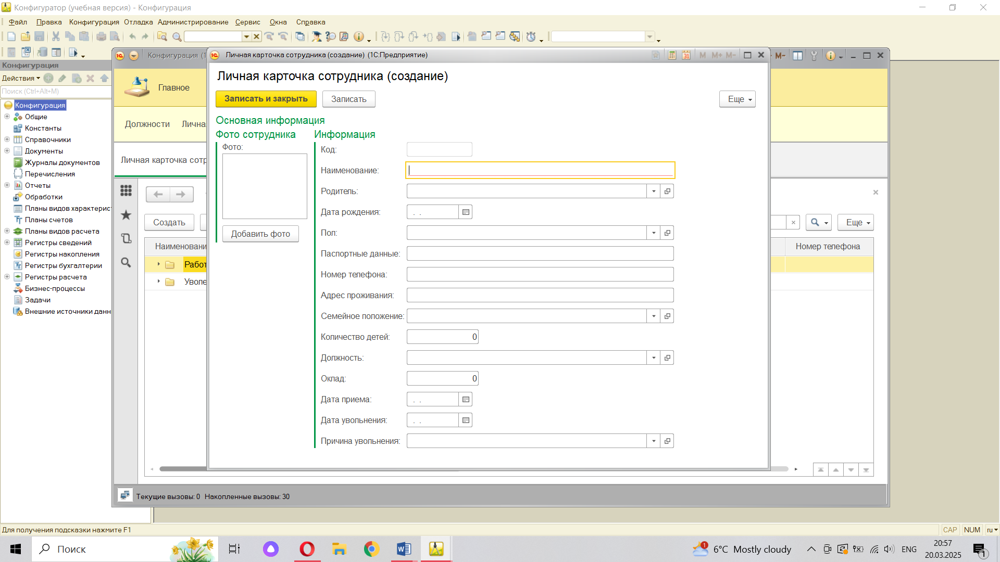 Конфигуратор (учебная версия) - Конфигурация
Файл Правка Конфигурация Отладка Администрирование Сервис Окна Справка
Конфигурация
Действия
Поиск (Ctrl+Alt+M)
Конфигурация
Общие
Константы
Справочники
Документы
Журналы документов
Перечисления
Отчеты
Обработки
Планы видов характерист
Планы счетов
Планы видов расчета
Регистры сведений
Регистры накопления
Регистры бухгалтерии
Регистры расчета
Бизнес-процессы
Задачи
Внешние источники данн
Конфигурация (1
M-
Главное
Должности Лична
Личная карточка сотр
Создать
Еще
Наименовани
Номер телефона
Работ
Уволе
Текущие вызовы: 0 Накопленные вызовы: 30
Личная карточка сотрудника (создание) (1С:Предприятие)
M M+ M-
Личная карточка сотрудника (создание)
Записать и закрыть Записать Еще
Основная информация
Фото сотрудника
Фото:
Добавить фото
Информация
Код:
Наименование:
Родитель:
Дата рождения: . .
Пол:
Паспортные данные:
Номер телефона:
Адрес проживания:
Семейное положение:
Количество детей: 0
Должность:
Оклад: 0
Дата приема: . .
Дата увольнения: . .
Причина увольнения:
Для получения подсказки нажмите F1
CAP NUM ru
Поиск
1
6°C Mostly cloudy
ENG
20:57
20.03.2025
1